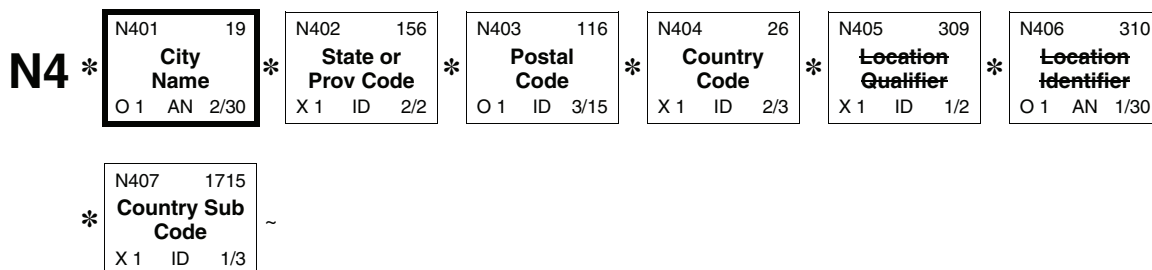 N401 19 N402 156 N403 116 N404 26 N405 309 N406 310
N4 * City Name * State or Prov Code * Postal Code * Country Code * Location Qualifier * Location Identifier
O 1 AN 2/30 X 1 ID 2/2 O 1 ID 3/15 X 1 ID 2/3 X 1 ID 1/2 O 1 AN 1/30
N407 1715
* Country Sub Code ~
X 1 ID 1/3